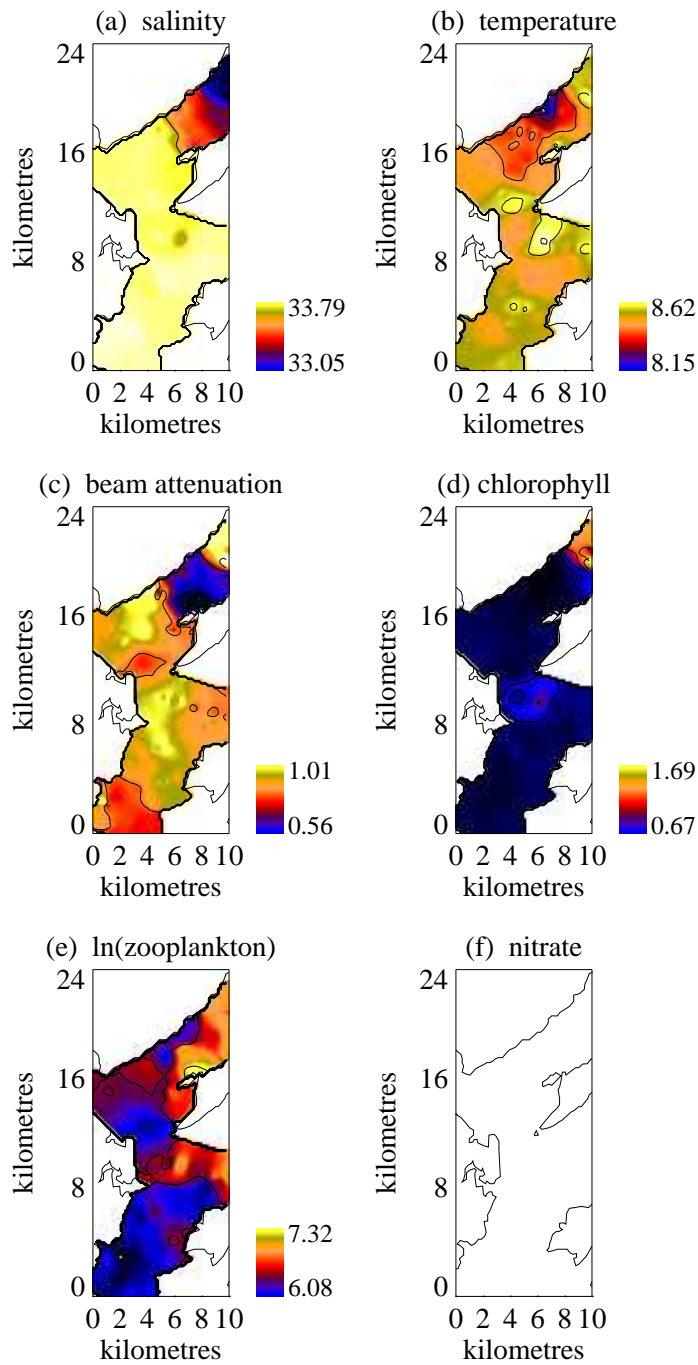 (a) salinity
24
16
8
0
kilometres
33.79
33.05
0 2 4 6 8 10
kilometres
(b) temperature
24
16
8
0
kilometres
8.62
8.15
0 2 4 6 8 10
kilometres
(c) beam attenuation
24
16
8
0
kilometres
1.01
0.56
0 2 4 6 8 10
kilometres
(d) chlorophyll
24
16
8
0
kilometres
1.69
0.67
0 2 4 6 8 10
kilometres
(e) ln(zooplankton)
24
16
8
0
kilometres
7.32
6.08
0 2 4 6 8 10
kilometres
(f) nitrate
24
16
8
0
kilometres
0 2 4 6 8 10
kilometres